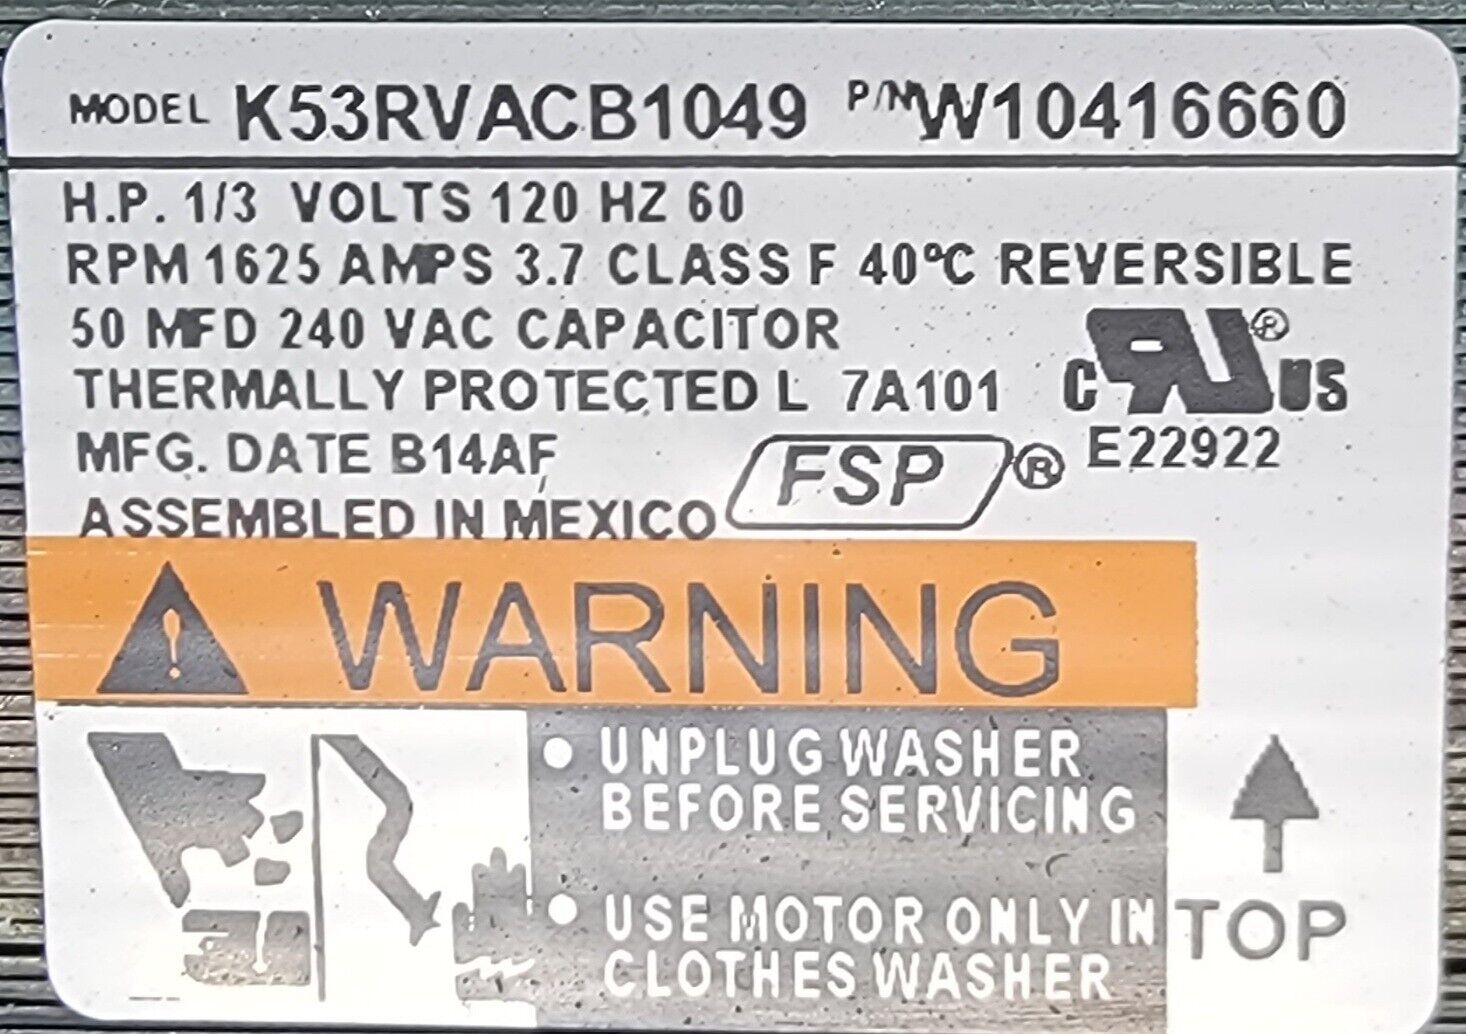 MODEL K53RVACB1049 P/N W10416660
H.P. 1/3 VOLTS 120 HZ 60
RPM 1625 AMPS 3.7 CLASS F 40°C REVERSIBLE
50 MFD 240 VAC CAPACITOR
THERMALLY PROTECTED L 7A101
C RU ® US
MFG. DATE B14AF
FSP ®
E22922
ASSEMBLED IN MEXICO
WARNING
• UNPLUG WASHER
BEFORE SERVICING
• USE MOTOR ONLY IN
CLOTHES WASHER
TOP